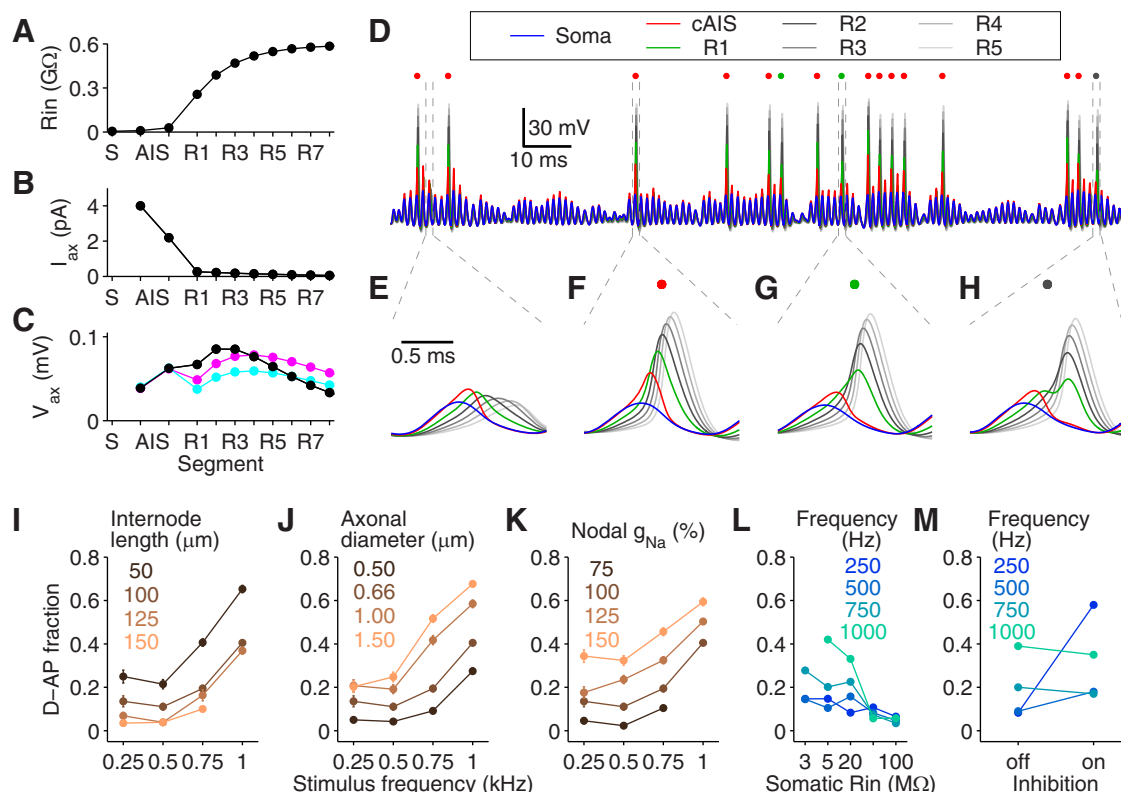 A
Rin (GΩ)
0.6
0.3
0
S AIS R1 R3 R5 R7
B
I_ax (pA)
4
2
0
S AIS R1 R3 R5 R7
C
V_ax (mV)
0.1
0
S AIS R1 R3 R5 R7
Segment
D
Soma
cAIS
R1
R2
R3
R4
R5
30 mV
10 ms
E
F
G
H
0.5 ms
I
Internode
length (μm)
50
100
125
150
D−AP fraction
0.8
0.6
0.4
0.2
0
0.25 0.5 0.75 1
J
Axonal
diameter (μm)
0.50
0.66
1.00
1.50
0.8
0.6
0.4
0.2
0
0.25 0.5 0.75 1
Stimulus frequency (kHz)
K
Nodal g_Na (%)
75
100
125
150
0.8
0.6
0.4
0.2
0
0.25 0.5 0.75 1
L
Frequency
(Hz)
250
500
750
1000
0.8
0.6
0.4
0.2
0
3 5 20 100
Somatic Rin (MΩ)
M
Frequency
(Hz)
250
500
750
1000
0.8
0.6
0.4
0.2
0
off on
Inhibition